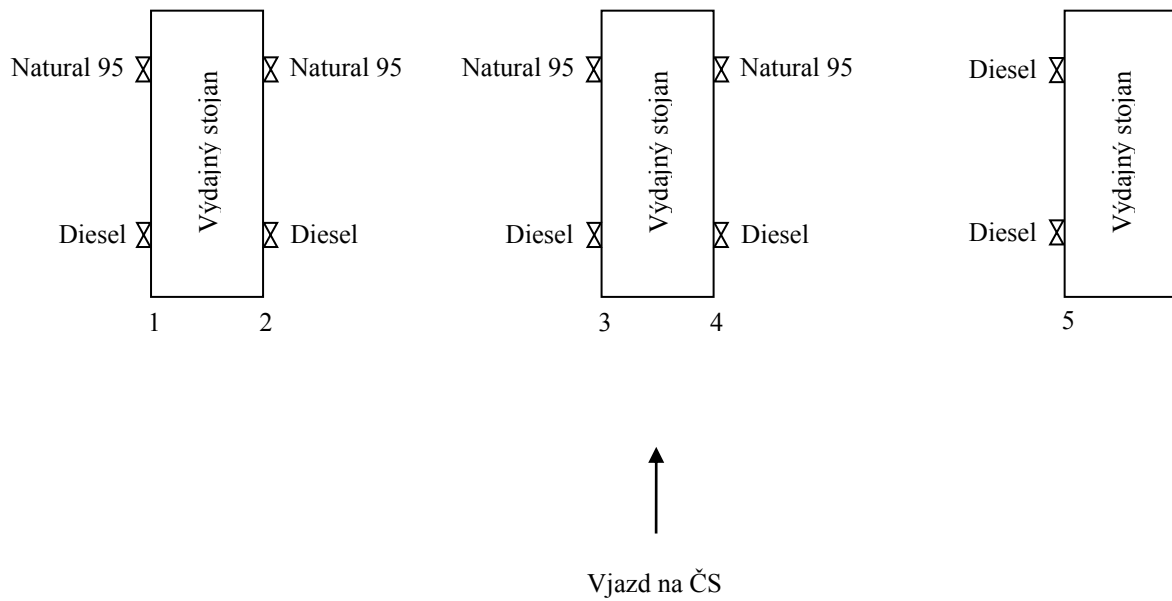 Natural 95
Výdajný stojan
Natural 95
Natural 95
Výdajný stojan
Natural 95
Diesel
Výdajný stojan
Diesel
Diesel
Diesel
Diesel
Diesel
1
2
3
4
5
Vjazd na ČS